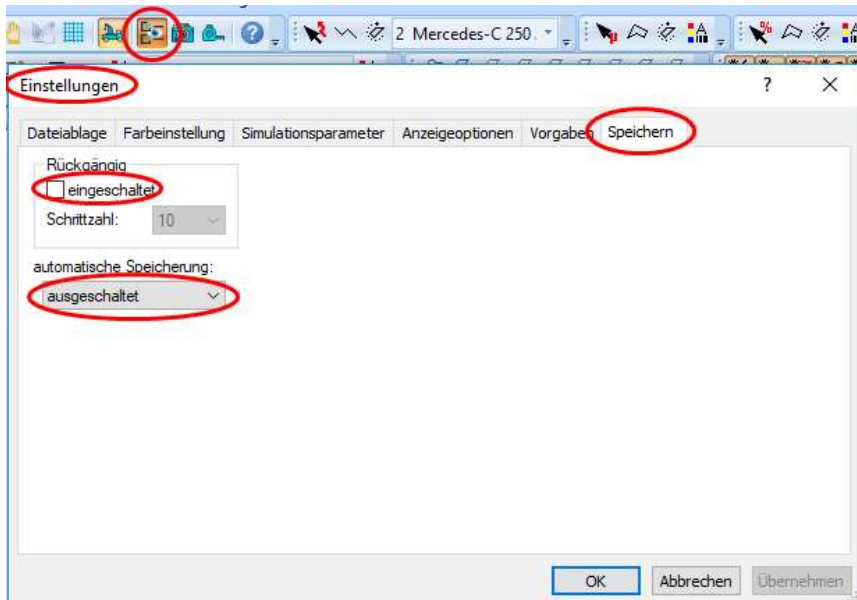 2 Mercedes-C 250.
Einstellungen
?
Dateiablage Farbeinstellung Simulationsparameter Anzeigeoptionen Vorgaben Speichern
Rückgängig
eingeschaltet
Schrittzahl: 10
automatische Speicherung:
ausgeschaltet
OK Abbrechen Übernehmen